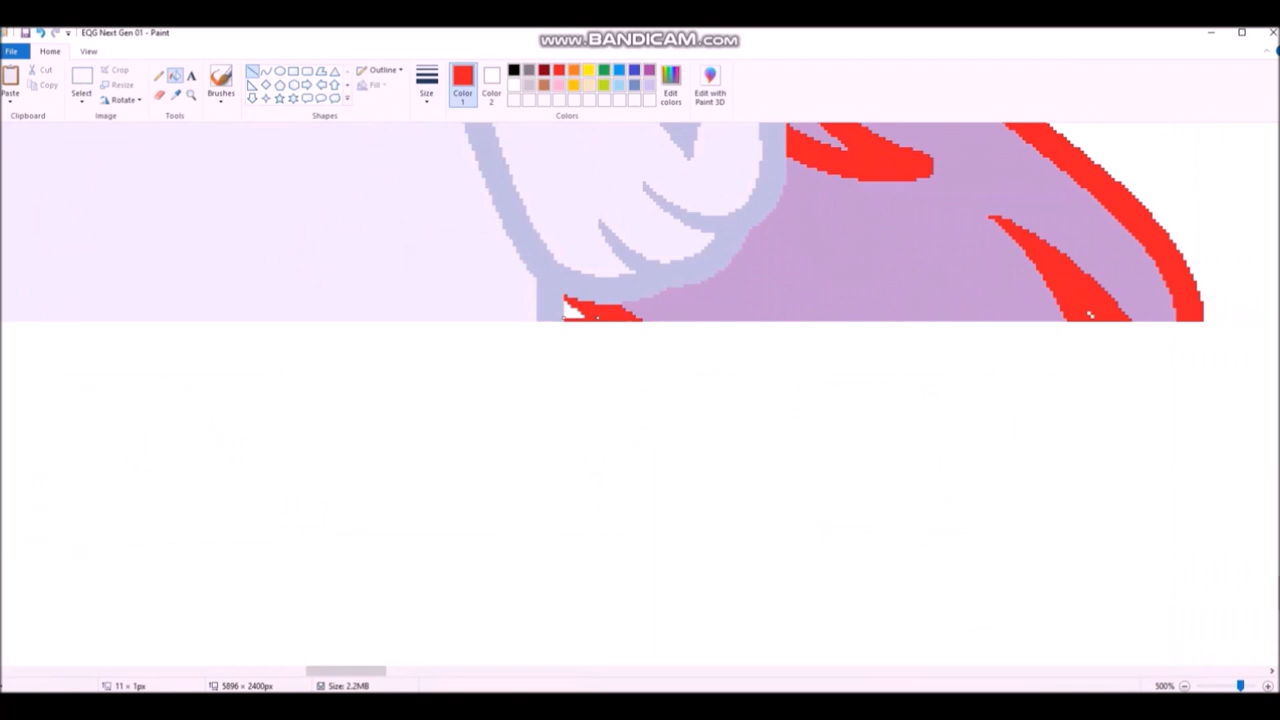 EQG Next Gen 01 - Paint
www.BANDICAM.com
File
Home
View
Paste
Cut
Copy
Clipboard
Select
Crop
Resize
Rotate
Image
A
Tools
Brushes
Outline
Fill
Shapes
Size
Color 1
Color 2
Edit colors
Colors
Edit with Paint 3D
11 × 1px
5896 × 2400px
Size: 2.2MB
500%